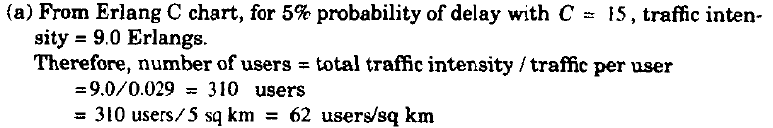 (a) From Erlang C chart, for 5% probability of delay with C = 15, traffic inten-
sity = 9.0 Erlangs.
Therefore, number of users = total traffic intensity / traffic per user
=9.0/0.029 = 310 users
= 310 users/5 sq km = 62 users/sq km